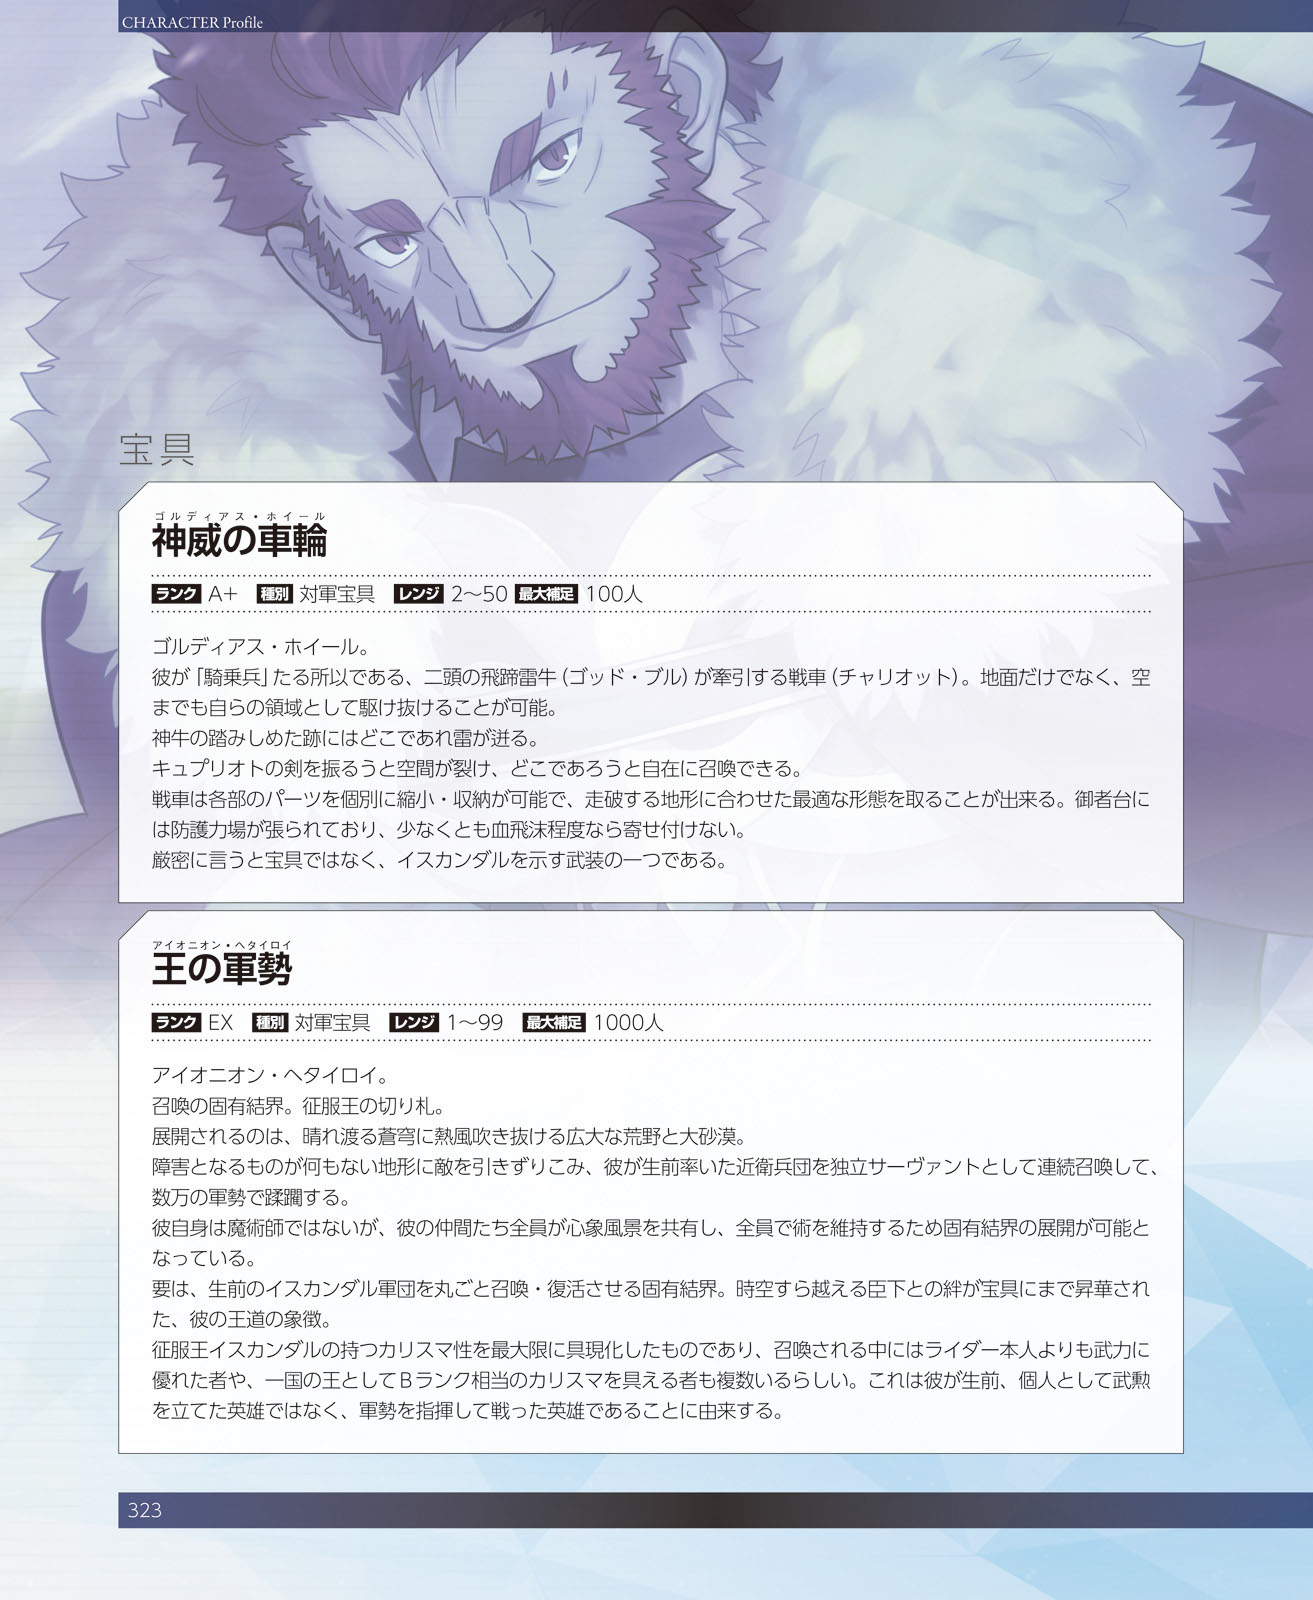 CHARACTER Profile
宝具
ゴルディアス・ホイール
神威の車輪
ランク A+ 種別 対軍宝具 レンジ 2～50 最大補足 100人
ゴルディアス・ホイール。
彼が「騎乗兵」たる所以である、二頭の飛蹄雷牛（ゴッド・ブル）が牽引する戦車（チャリオット）。地面だけでなく、空
までも自らの領域として駆け抜けることが可能。
神牛の踏みしめた跡にはどこであれ雷が迸る。
キュプリオトの剣を振るうと空間が裂け、どこであろうと自在に召喚できる。
戦車は各部のパーツを個別に縮小・収納が可能で、走破する地形に合わせた最適な形態を取ることが出来る。御者台に
は防護力場が張られており、少なくとも血飛沫程度なら寄せ付けない。
厳密に言うと宝具ではなく、イスカンダルを示す武装の一つである。
アイオニオン・ヘタイロイ
王の軍勢
ランク EX 種別 対軍宝具 レンジ 1～99 最大補足 1000人
アイオニオン・ヘタイロイ。
召喚の固有結界。征服王の切り札。
展開されるのは、晴れ渡る蒼穹に熱風吹き抜ける広大な荒野と大砂漠。
障害となるものが何もない地形に敵を引きずりこみ、彼が生前率いた近衛兵団を独立サーヴァントとして連続召喚して、
数万の軍勢で蹂躙する。
彼自身は魔術師ではないが、彼の仲間たち全員が心象風景を共有し、全員で術を維持するため固有結界の展開が可能と
なっている。
要は、生前のイスカンダル軍団を丸ごと召喚・復活させる固有結界。時空すら越える臣下との絆が宝具にまで昇華され
た、彼の王道の象徴。
征服王イスカンダルの持つカリスマ性を最大限に具現化したものであり、召喚される中にはライダー本人よりも武力に
優れた者や、一国の王としてBランク相当のカリスマを具える者も複数いるらしい。これは彼が生前、個人として武勲
を立てた英雄ではなく、軍勢を指揮して戦った英雄であることに由来する。
323